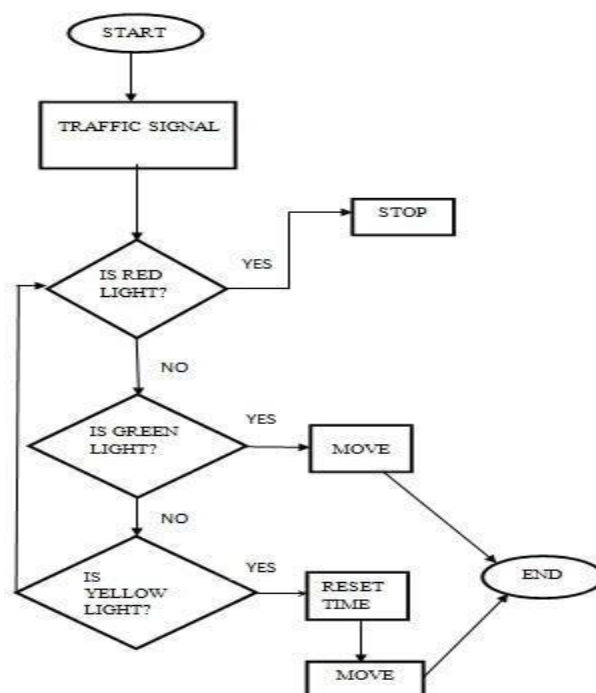 START
TRAFFIC SIGNAL
STOP
YES
IS RED
LIGHT?
NO
YES
IS GREEN
LIGHT?
MOVE
NO
YES
IS
YELLOW
LIGHT?
RESET
TIME
END
MOVE